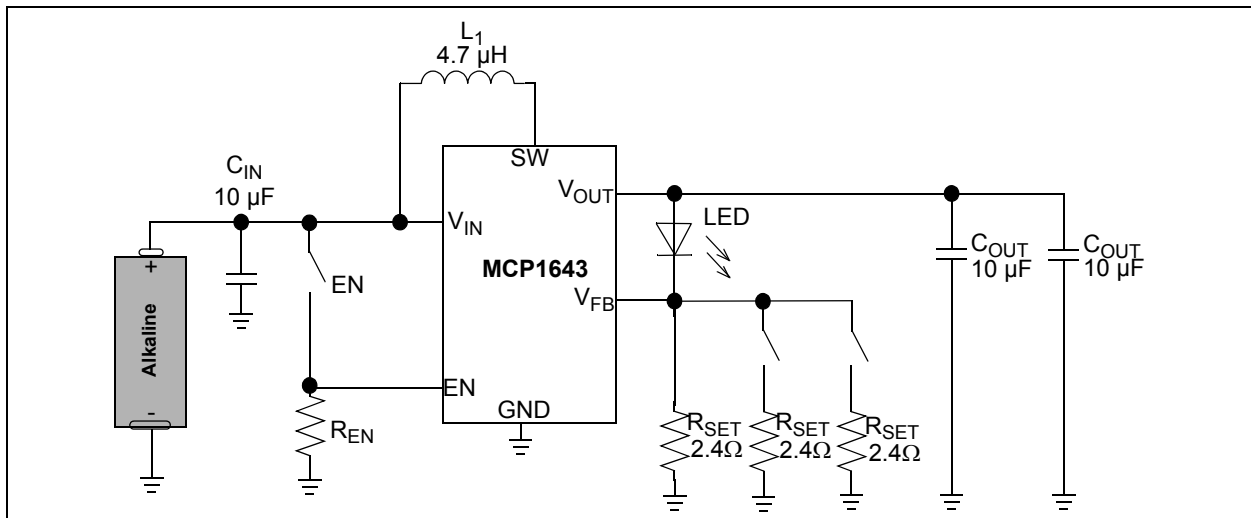 L1
4.7 µH
SW
CIN
10 µF
VOUT
LED
VIN
COUT
10 µF
COUT
10 µF
MCP1643
+
Alkaline
-
EN
VFB
EN
GND
REN
RSET
2.4Ω
RSET
2.4Ω
RSET
2.4Ω